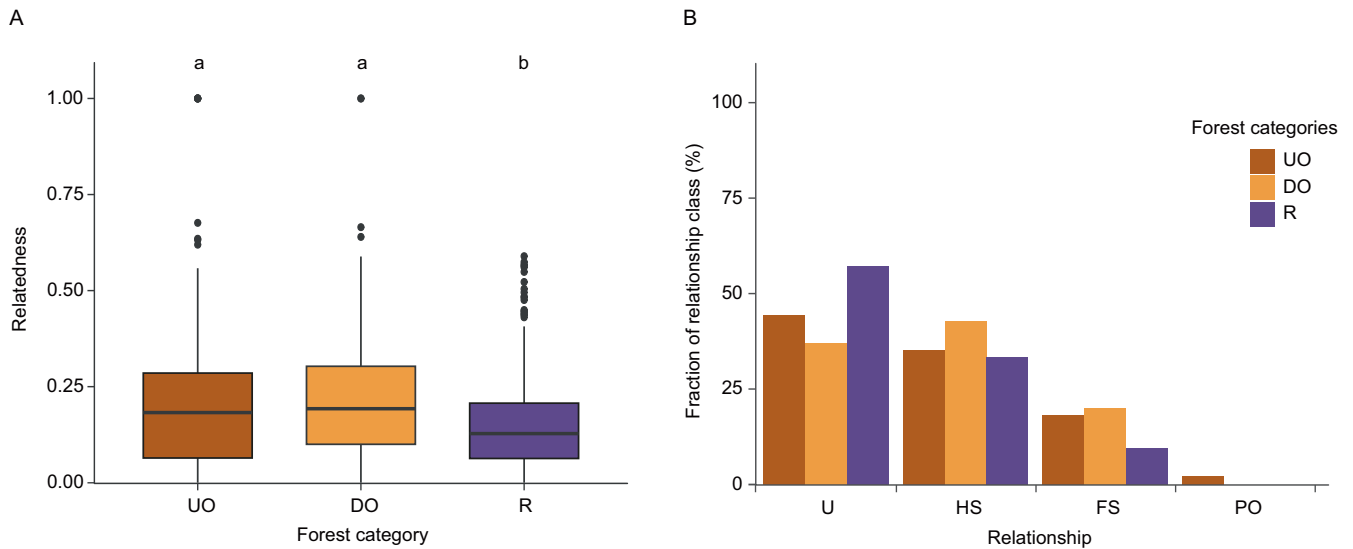 A
a a b
1.00
0.75
0.50
0.25
0.00
Relatedness
UO DO R
Forest category
B
100
75
50
25
0
Fraction of relationship class (%)
Forest categories
UO
DO
R
U HS FS PO
Relationship